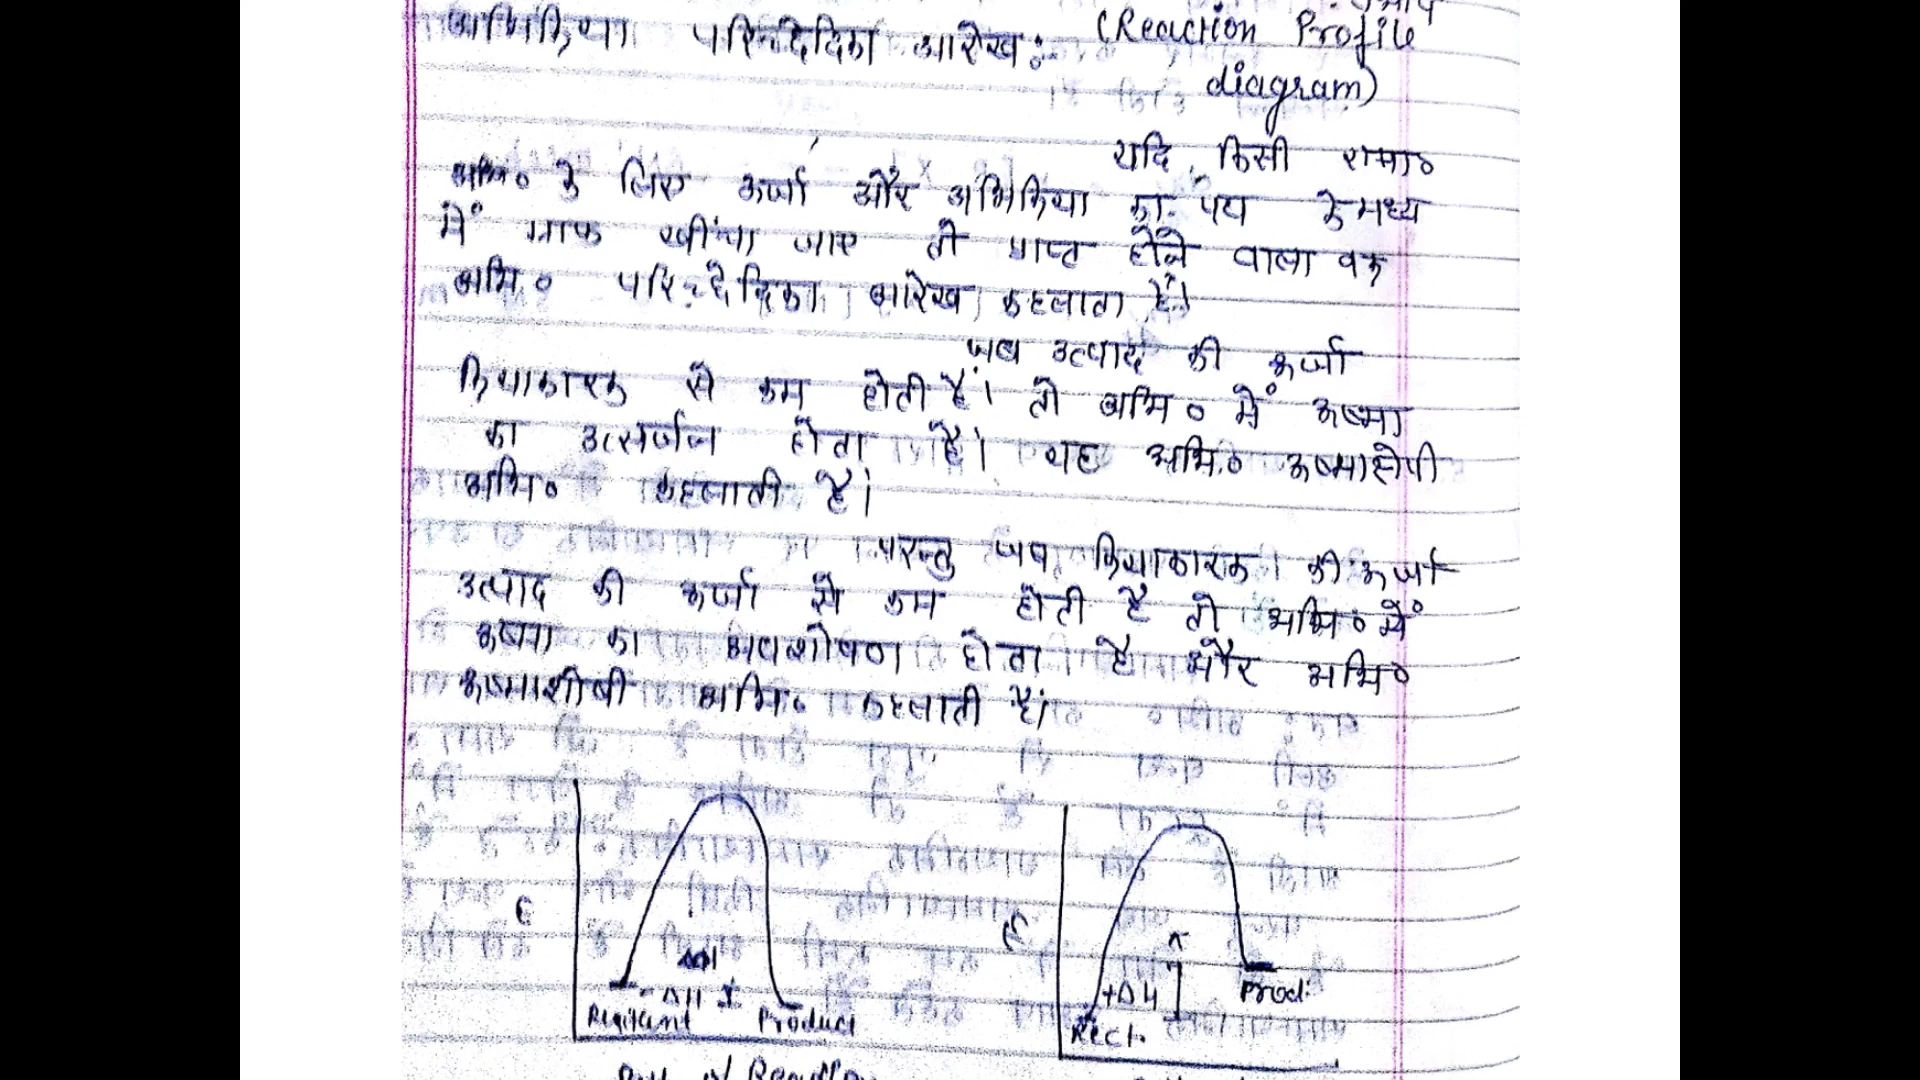 अभिक्रिया परिच्छेदिका आरेख : (Reaction Profile
diagram)
यदि किसी रासा०
अभि० के लिए ऊर्जा और अभिक्रिया का पथ के मध्य
में ग्राफ खींचा जाए तो प्राप्त होने वाला वक्र
अभि० परिच्छेदिका आरेख कहलाता है।
जब उत्पाद की ऊर्जा
क्रियाकारक से कम होती है। तो अभि० में ऊष्मा
का उत्सर्जन होता है। यह अभि० ऊष्माक्षेपी
अभि० कहलाती है।
परन्तु जब क्रियाकारक की ऊर्जा
उत्पाद की ऊर्जा से कम होती है तो अभि० में
ऊष्मा का अवशोषण होता है और अभि०
ऊष्माशोषी अभि० कहलाती है।
E
-ΔH
Product
E
+ΔH
Prod.
Rect.